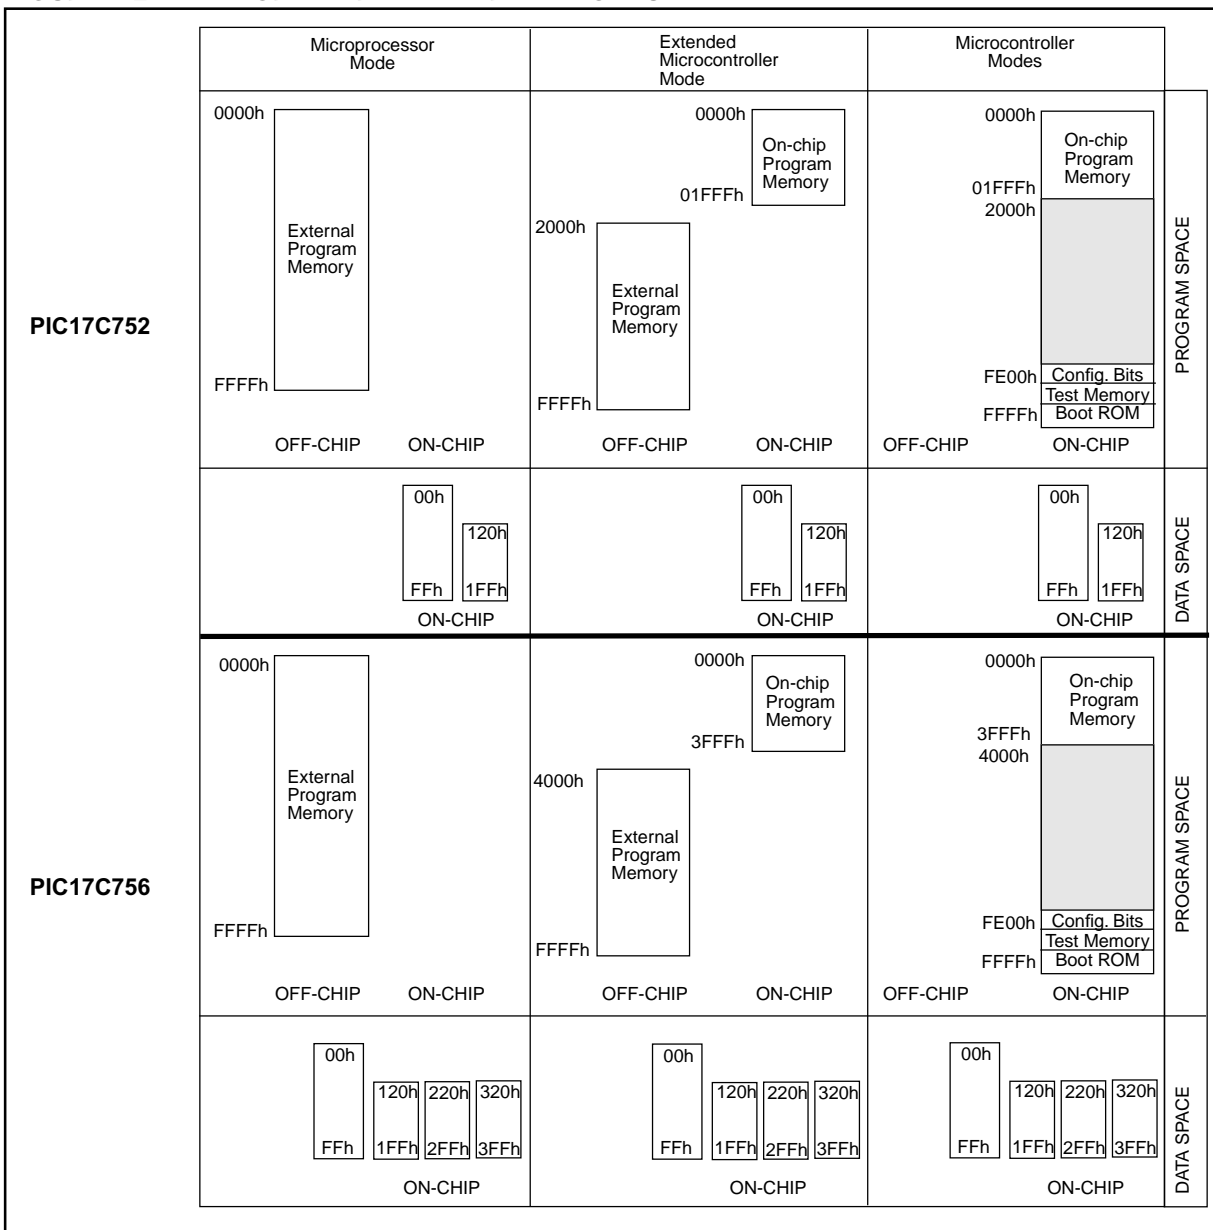 Microprocessor
Mode
Extended
Microcontroller
Mode
Microcontroller
Modes
PIC17C752
0000h
External
Program
Memory
FFFFh
OFF-CHIP ON-CHIP
0000h
On-chip
Program
Memory
01FFFh
2000h
External
Program
Memory
FFFFh
OFF-CHIP ON-CHIP
0000h
On-chip
Program
Memory
01FFFh
2000h
FE00h Config. Bits
Test Memory
FFFFh Boot ROM
OFF-CHIP ON-CHIP
PROGRAM SPACE
00h
120h
FFh 1FFh
ON-CHIP
00h
120h
FFh 1FFh
ON-CHIP
00h
120h
FFh 1FFh
ON-CHIP
DATA SPACE
PIC17C756
0000h
External
Program
Memory
FFFFh
OFF-CHIP ON-CHIP
0000h
On-chip
Program
Memory
3FFFh
4000h
External
Program
Memory
FFFFh
OFF-CHIP ON-CHIP
0000h
On-chip
Program
Memory
3FFFh
4000h
FE00h Config. Bits
Test Memory
FFFFh Boot ROM
OFF-CHIP ON-CHIP
PROGRAM SPACE
00h
120h 220h 320h
FFh 1FFh 2FFh 3FFh
ON-CHIP
00h
120h 220h 320h
FFh 1FFh 2FFh 3FFh
ON-CHIP
00h
120h 220h 320h
FFh 1FFh 2FFh 3FFh
ON-CHIP
DATA SPACE